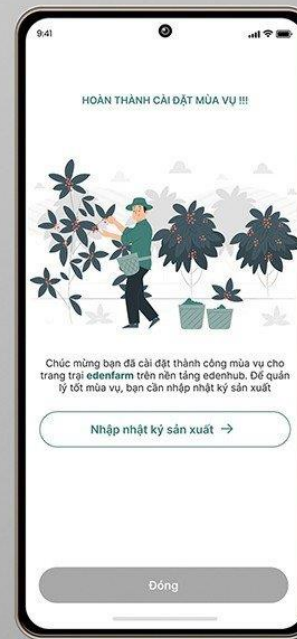 9:41
HOÀN THÀNH CÀI ĐẶT MÙA VỤ !!!
Chúc mừng bạn đã cài đặt thành công mùa vụ cho
trang trại edenfarm trên nền tảng edenhub. Để quản
lý tốt mùa vụ, bạn cần nhập nhật ký sản xuất
Nhập nhật ký sản xuất →
Đóng